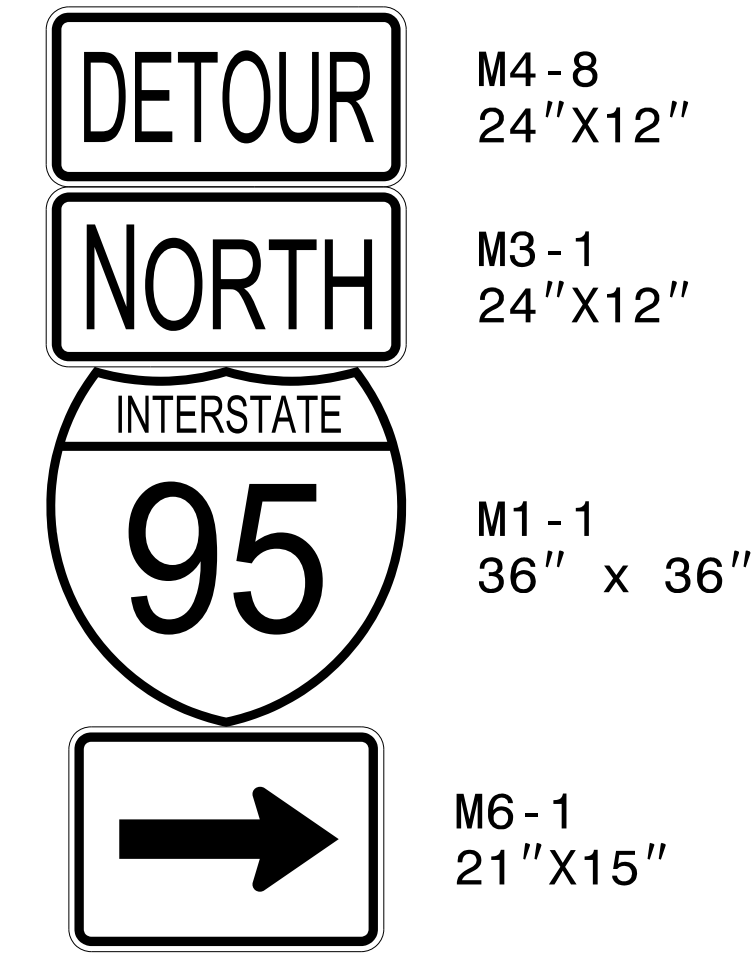 DETOUR
M4-8
24"X12"
NORTH
M3-1
24"X12"
INTERSTATE
95
M1-1
36" x 36"
M6-1
21"X15"